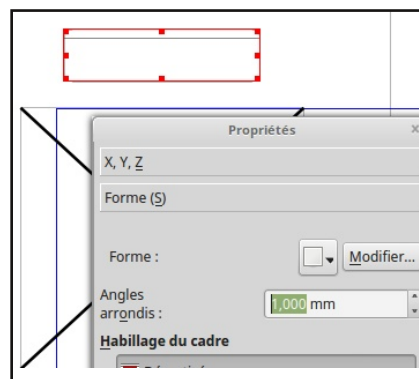 Propriétés x
X, Y, Z
Forme (S)
Forme :
Modifier...
Angles
arrondis :
1,000 mm
Habillage du cadre